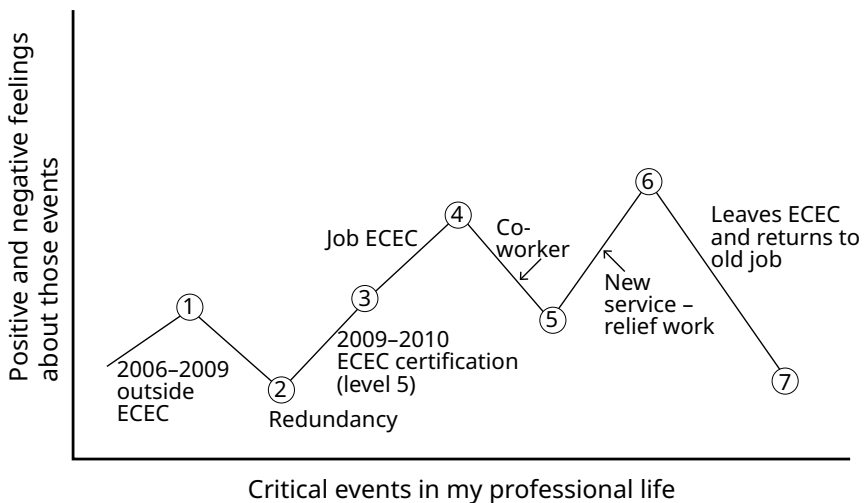 Positive and negative feelings
about those events
1
2006–2009
outside
ECEC
2
Redundancy
3
2009–2010
ECEC certification
(level 5)
Job ECEC
4
Co-
worker
5
New
service –
relief work
6
Leaves ECEC
and returns to
old job
7
Critical events in my professional life